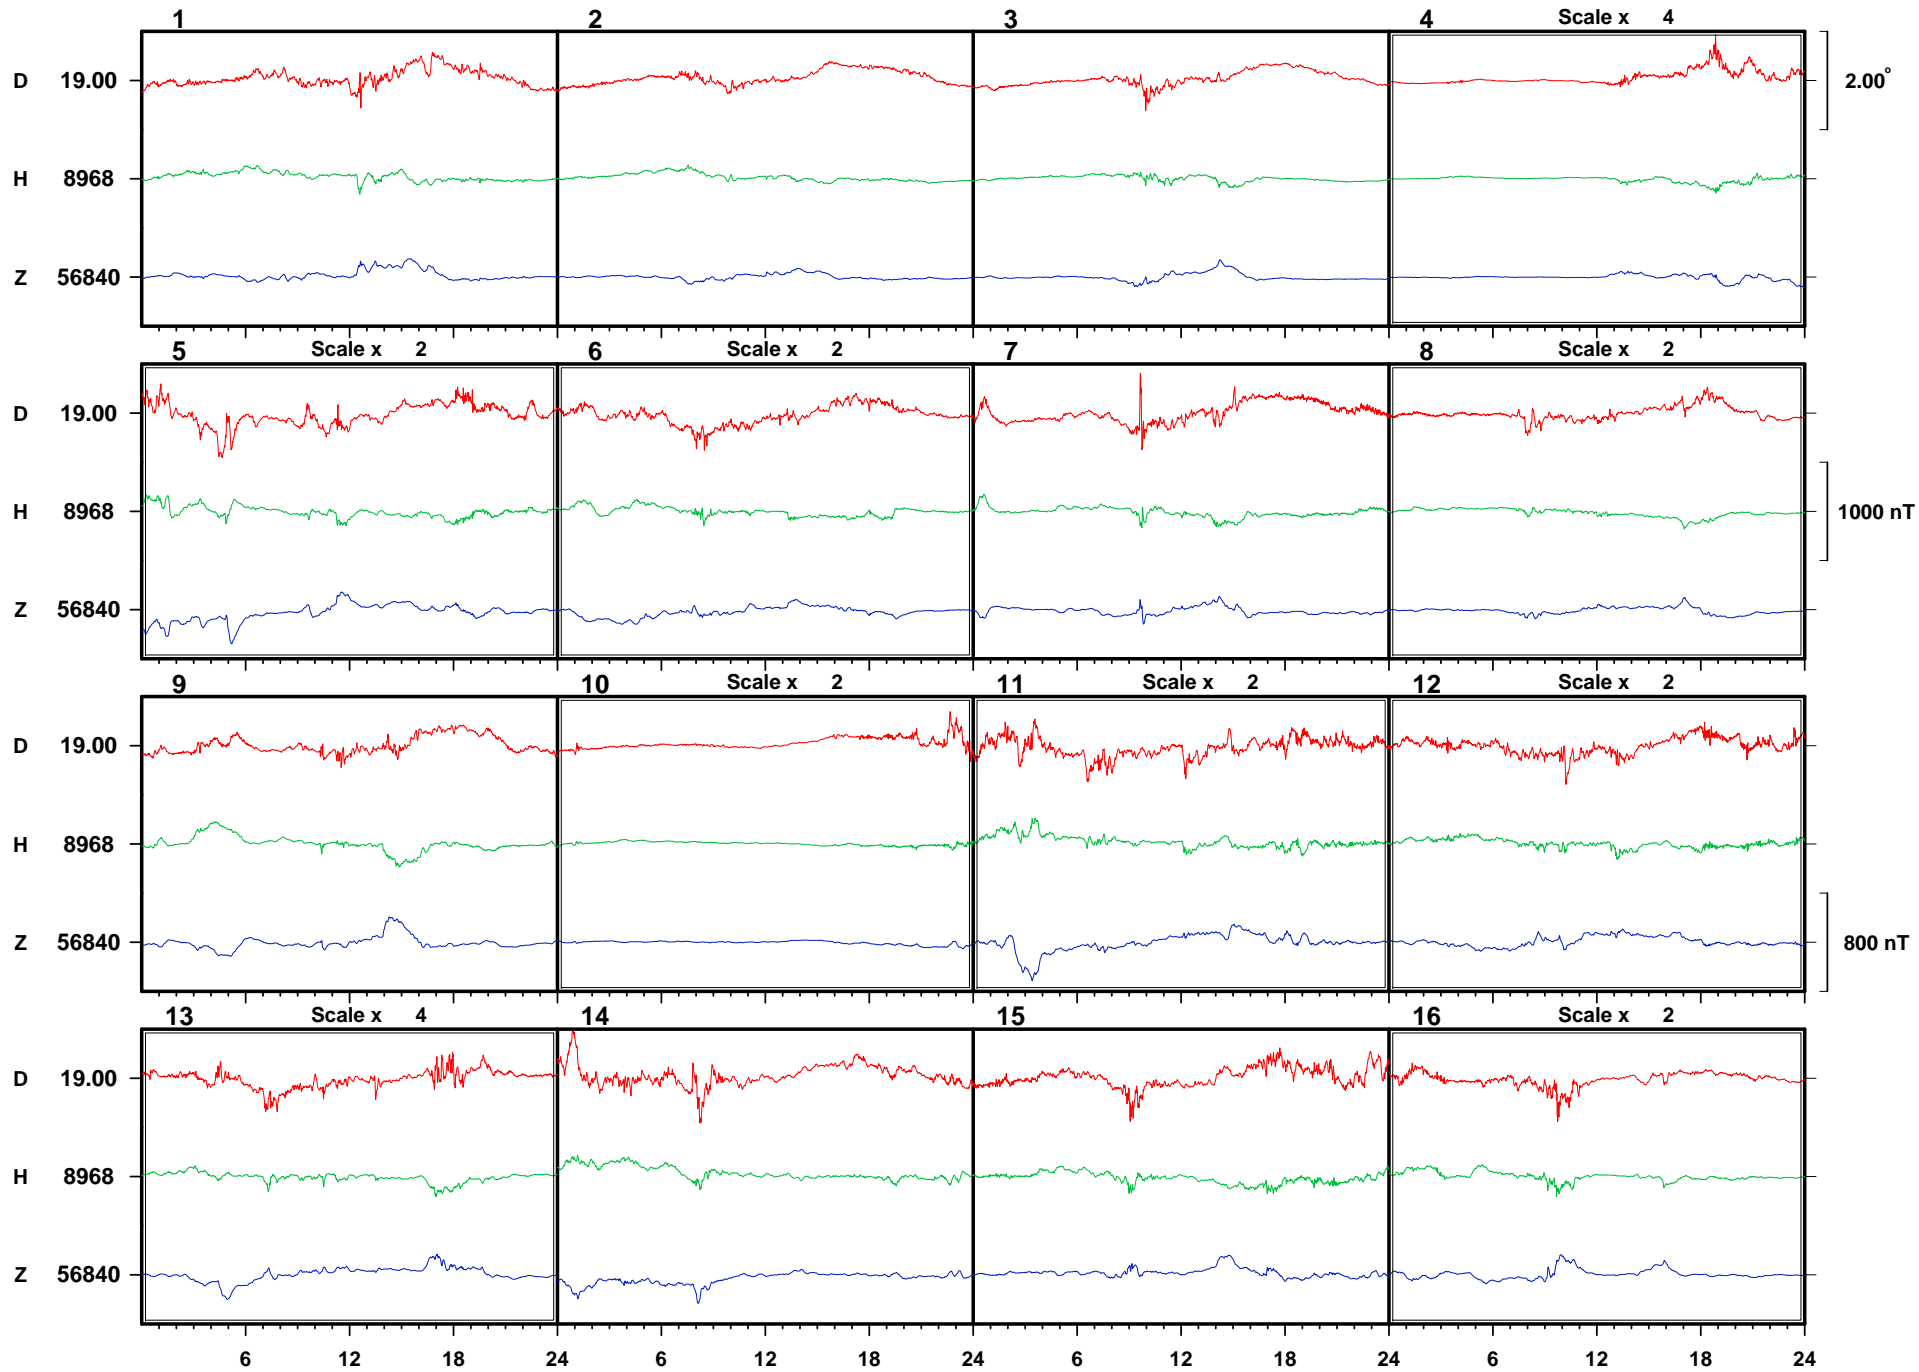 1 2 3 4 Scale x 4
D 19.00 2.00°
H 8968
Z 56840
5 Scale x 2 6 Scale x 2 7 8 Scale x 2
D 19.00
H 8968 1000 nT
Z 56840
9 10 Scale x 2 11 Scale x 2 12 Scale x 2
D 19.00
H 8968
Z 56840 800 nT
13 Scale x 4 14 15 16 Scale x 2
D 19.00
H 8968
Z 56840
6 12 18 24 6 12 18 24 6 12 18 24 6 12 18 24